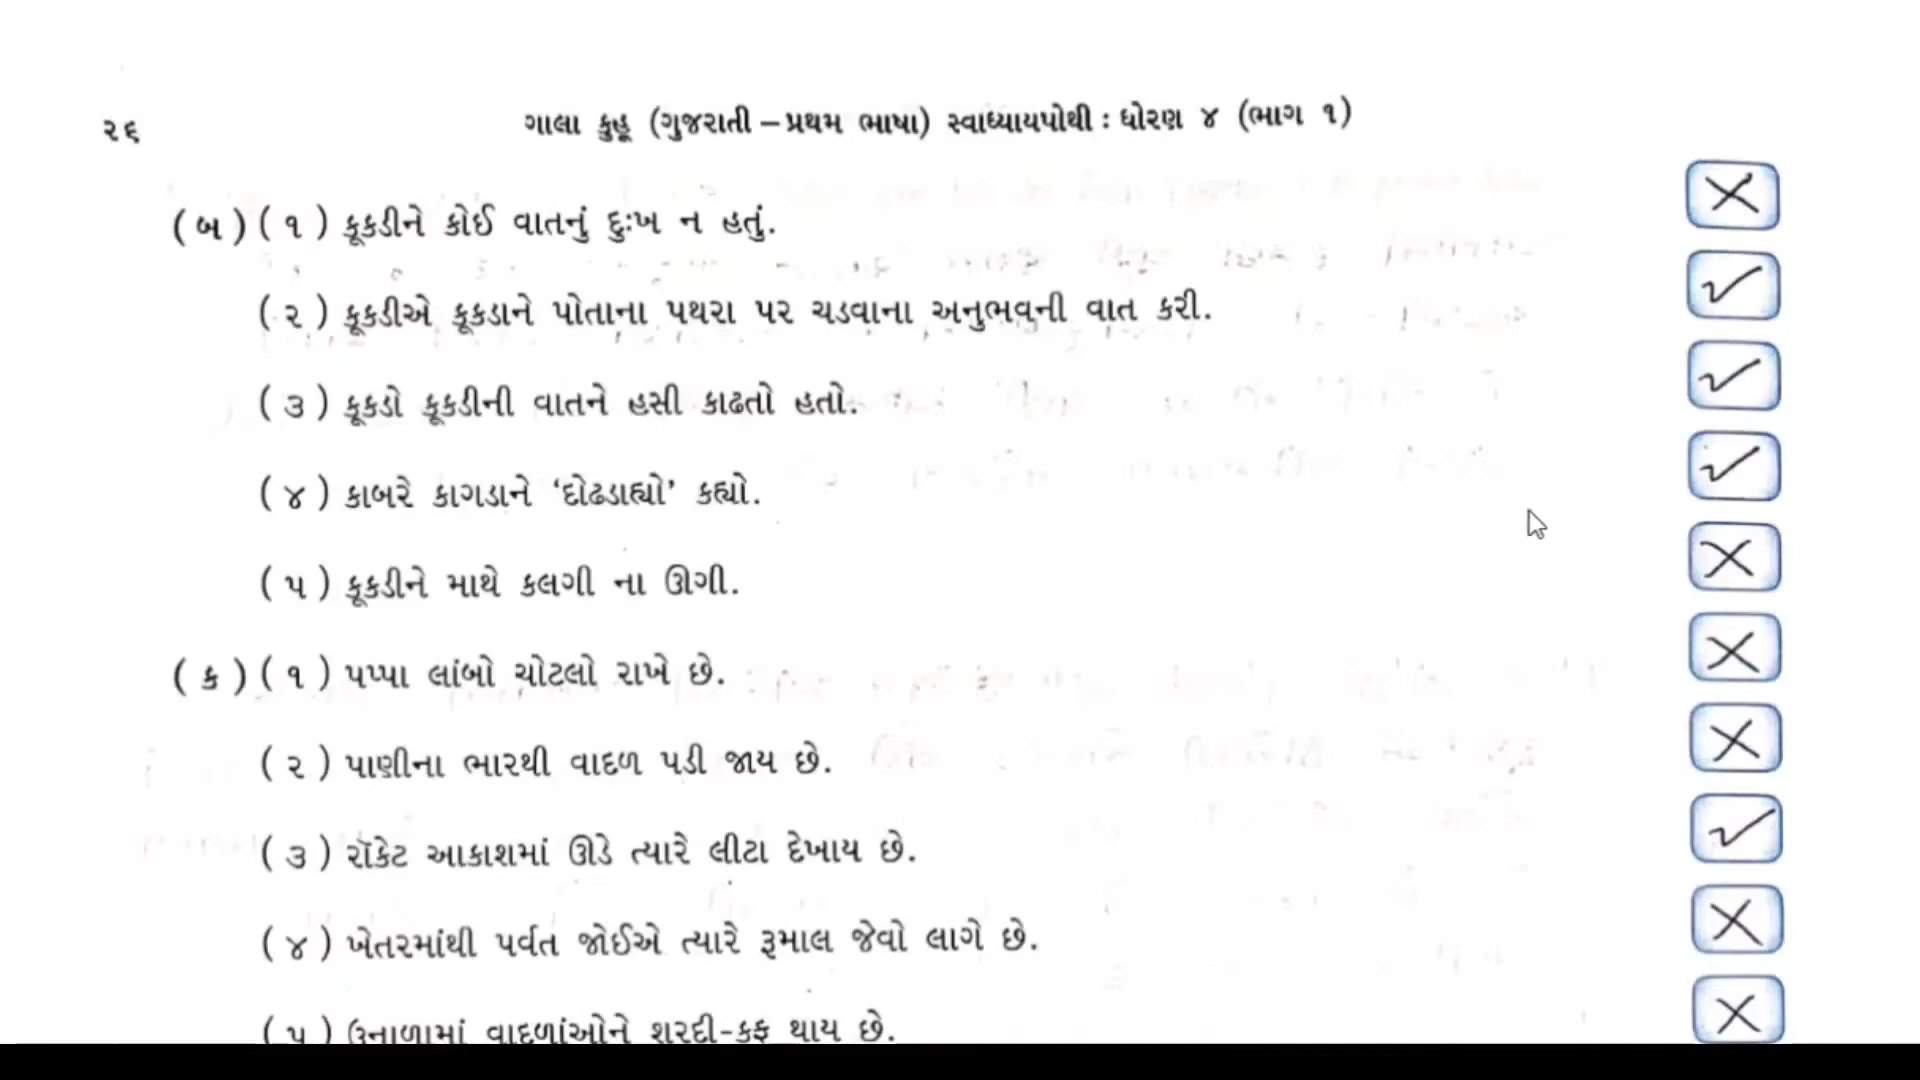 ૨૬
ગાલા કુહૂ (ગુજરાતી – પ્રથમ ભાષા) સ્વાધ્યાયપોથી : ધોરણ ૪ (ભાગ ૧)
(બ) (૧) કૂકડીને કોઈ વાતનું દુઃખ ન હતું.
(૨) કૂકડીએ કૂકડાને પોતાના પથરા પર ચડવાના અનુભવની વાત કરી.
(૩) કૂકડો કૂકડીની વાતને હસી કાઢતો હતો.
(૪) કાબરે કાગડાને ‘દોઢડાહ્યો’ કહ્યો.
(૫) કૂકડીને માથે કલગી ના ઊગી.
(ક) (૧) પપ્પા લાંબો ચોટલો રાખે છે.
(૨) પાણીના ભારથી વાદળ પડી જાય છે.
(૩) રૉકેટ આકાશમાં ઊડે ત્યારે લીટા દેખાય છે.
(૪) ખેતરમાંથી પર્વત જોઈએ ત્યારે રૂમાલ જેવો લાગે છે.
(૫) ઉનાળામાં વાદળાંઓને શરદી-કફ થાય છે.